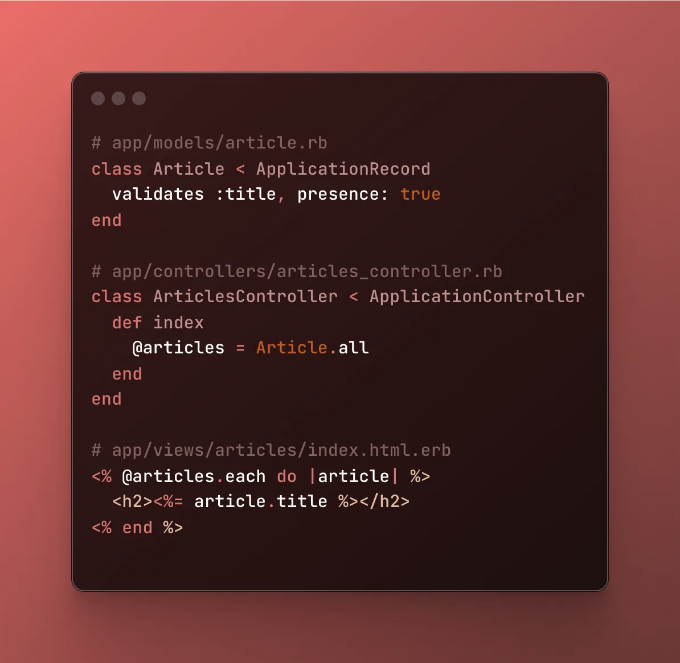 # app/models/article.rb
class Article < ApplicationRecord
  validates :title, presence: true
end

# app/controllers/articles_controller.rb
class ArticlesController < ApplicationController
  def index
    @articles = Article.all
  end
end

# app/views/articles/index.html.erb
<% @articles.each do |article| %>
  <h2><%= article.title %></h2>
<% end %>